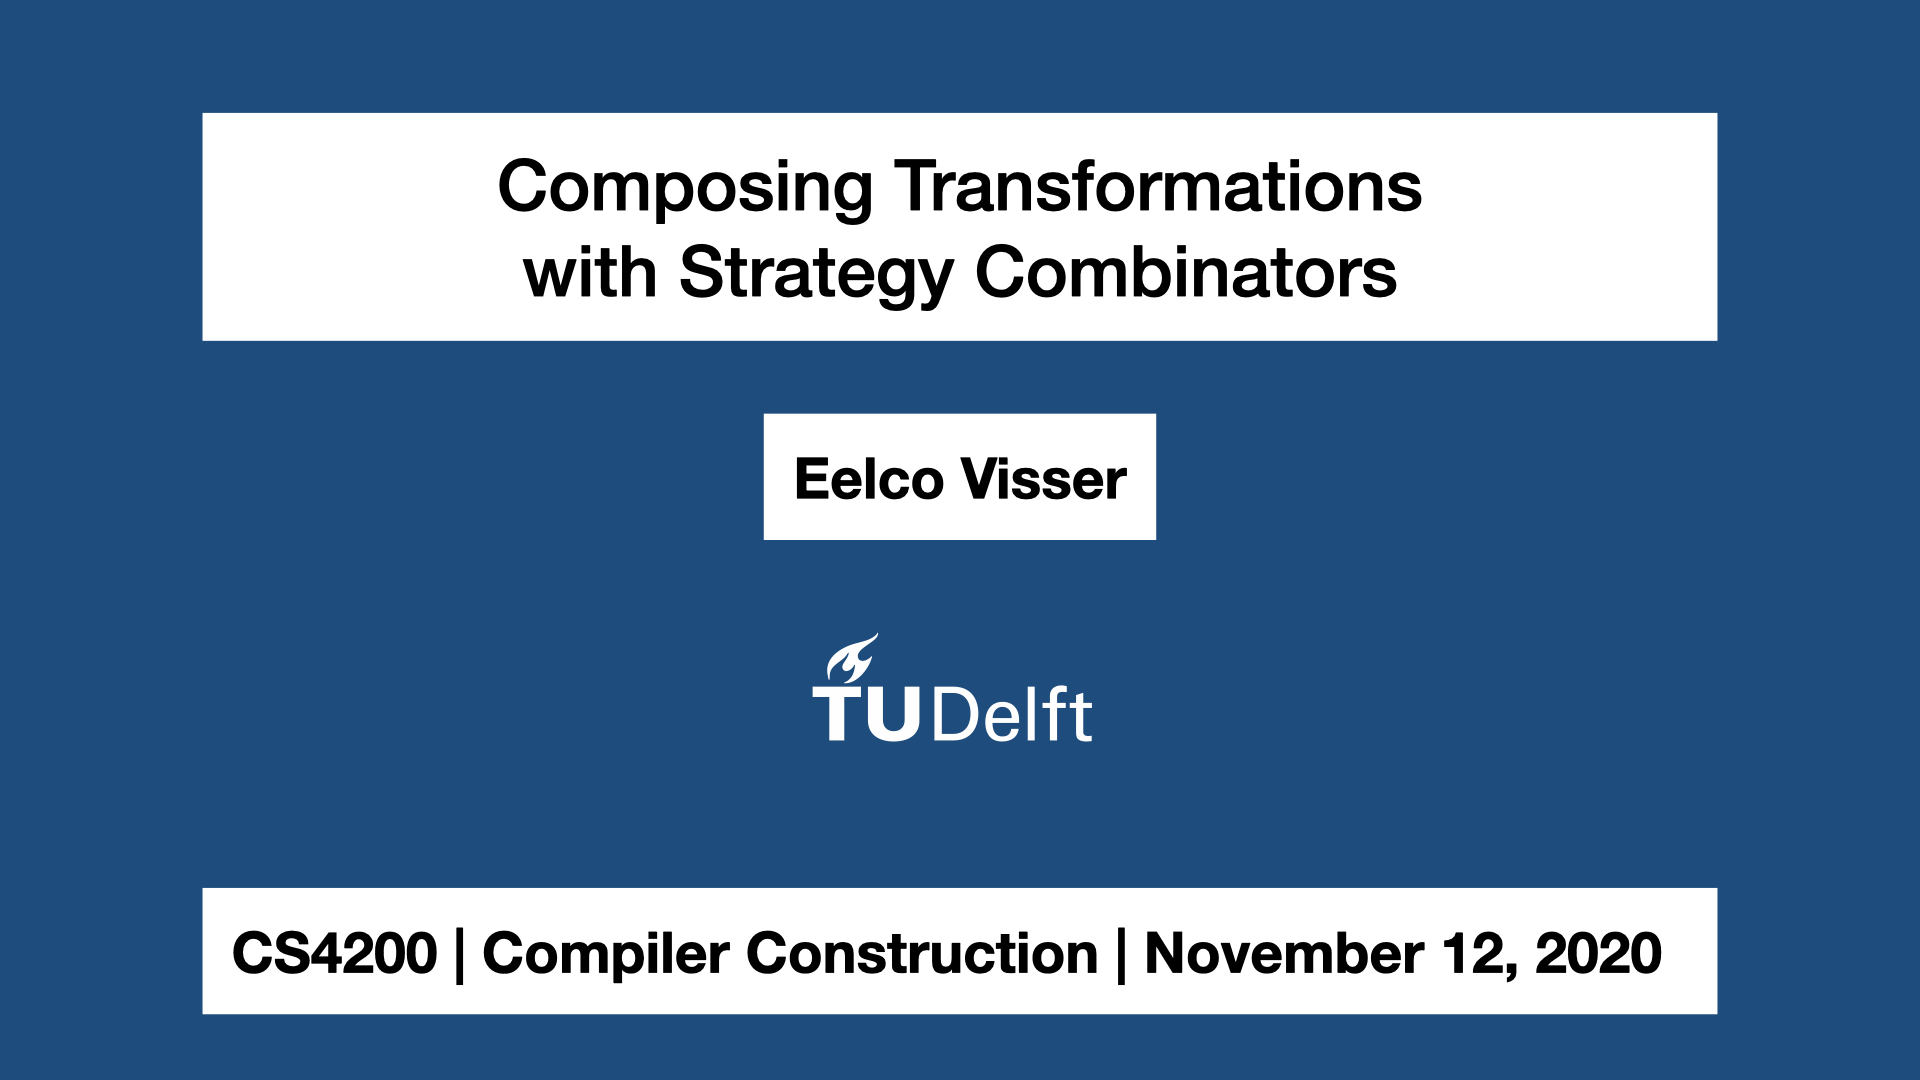 Composing Transformations
with Strategy Combinators
Eelco Visser
TUDelft
CS4200 | Compiler Construction | November 12, 2020